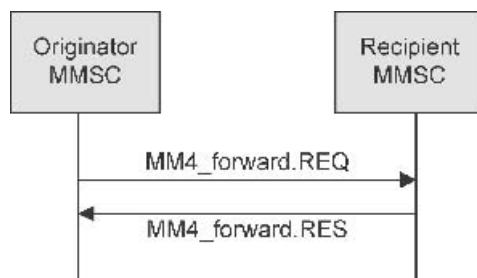 Originator
MMSC
Recipient
MMSC
MM4_forward.REQ
MM4_forward.RES